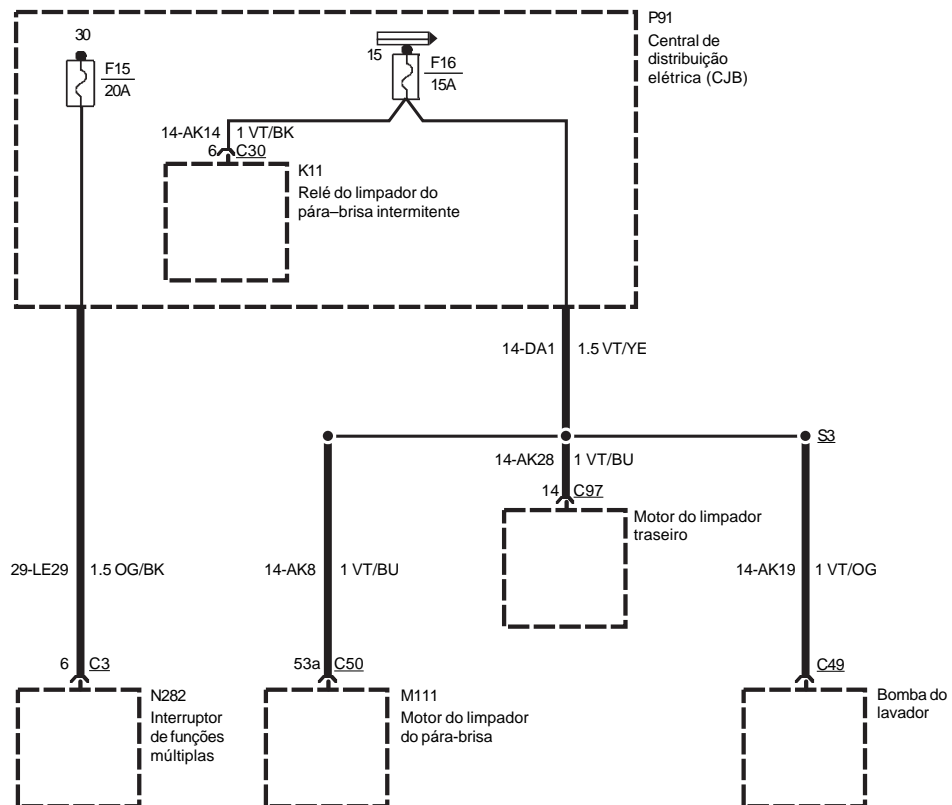 P91
Central de
distribuição
elétrica (CJB)
30
F15
20A
15
F16
15A
14-AK14 1 VT/BK
6 C30
K11
Relé do limpador do
pára–brisa intermitente
14-DA1 1.5 VT/YE
S3
14-AK28 1 VT/BU
14 C97
Motor do limpador
traseiro
29-LE29 1.5 OG/BK
14-AK8 1 VT/BU
14-AK19 1 VT/OG
6 C3
53a C50
C49
N282
Interruptor
de funções
múltiplas
M111
Motor do limpador
do pára-brisa
Bomba do
lavador